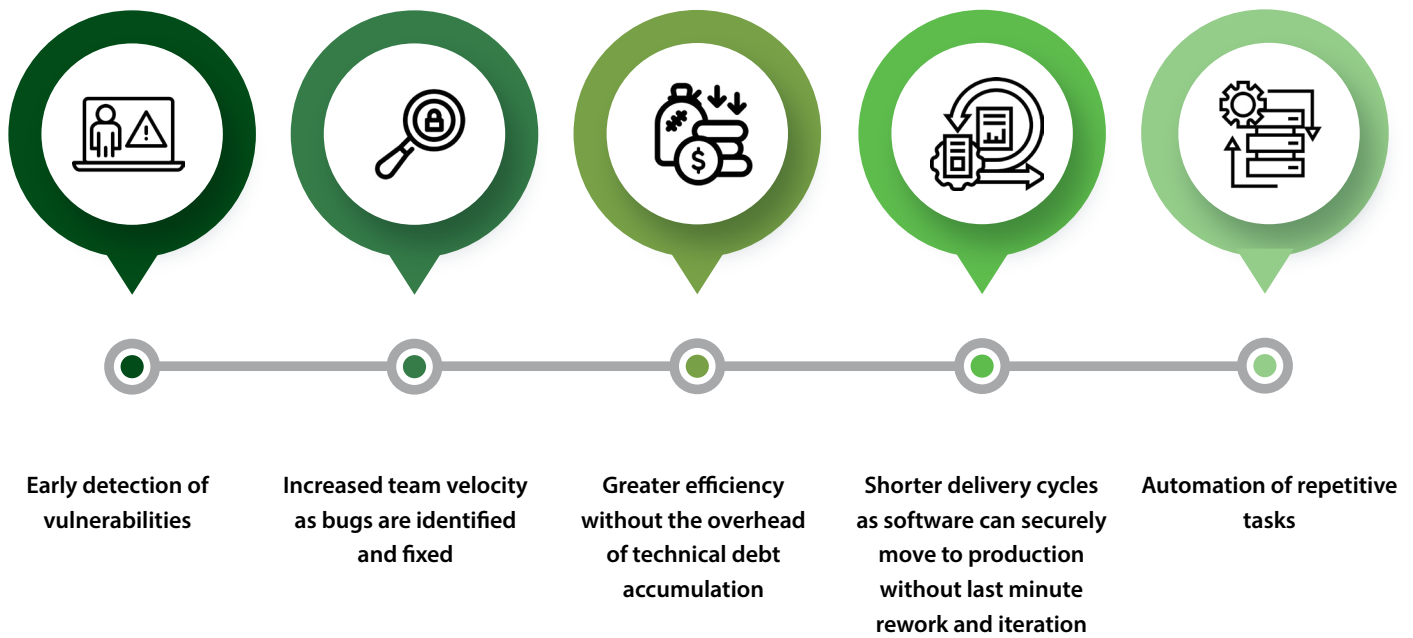 Early detection of
vulnerabilities
Increased team velocity
as bugs are identified
and fixed
Greater efficiency
without the overhead
of technical debt
accumulation
Shorter delivery cycles
as software can securely
move to production
without last minute
rework and iteration
Automation of repetitive
tasks